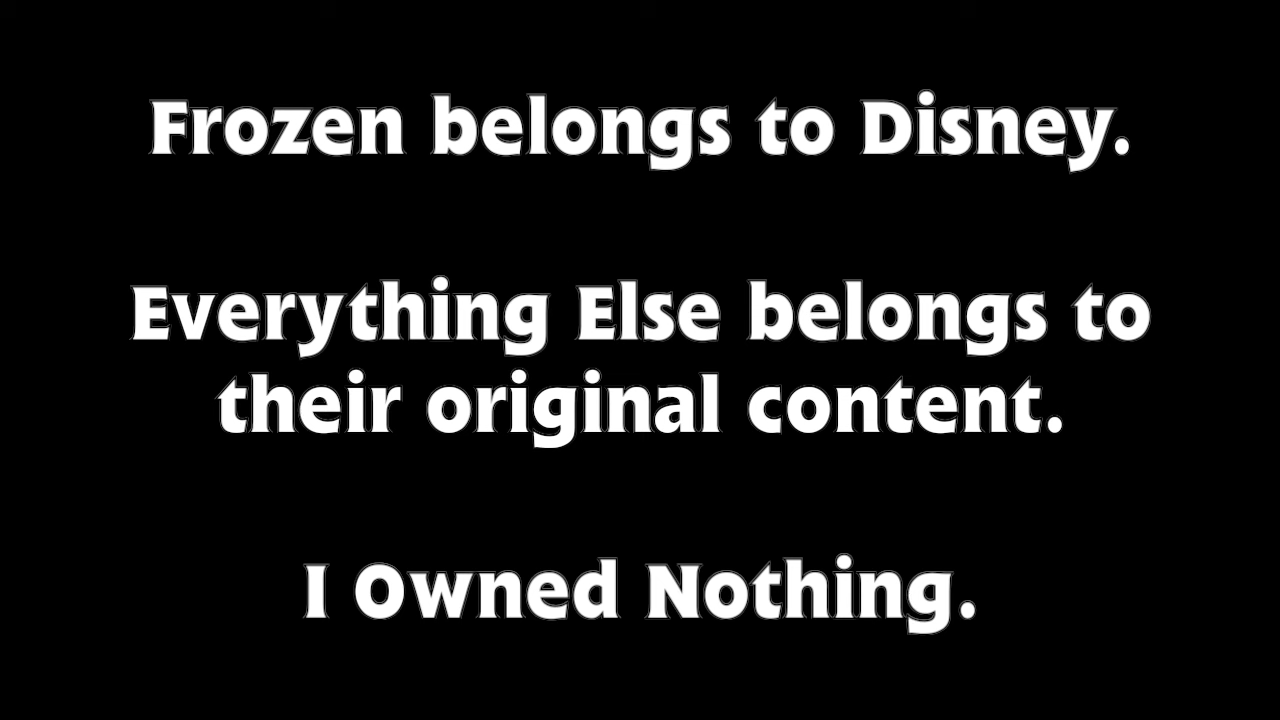 Frozen belongs to Disney.
Everything Else belongs to
their original content.
I Owned Nothing.